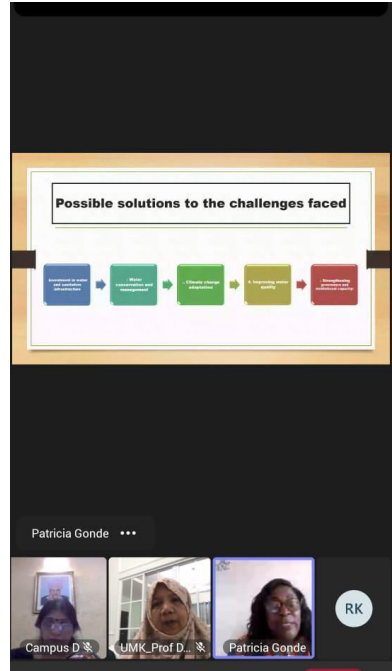 Possible solutions to the challenges faced
Investment in water
and sanitation
infrastructure
. Water
conservation and
management
. Climate change
adaptation
4. Improving water
quality
. Strengthening
governance and
institutional capacity:
Patricia Gonde
Campus D
UMK_Prof D...
Patricia Gonde
RK